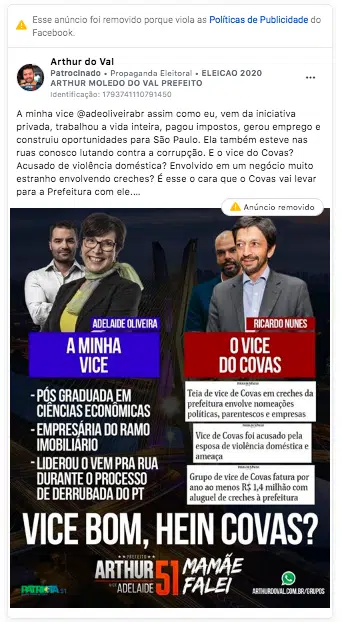 Esse anúncio foi removido porque viola as Políticas de Publicidade do
Facebook.
Arthur do Val
Patrocinado • Propaganda Eleitoral • ELEICAO 2020
ARTHUR MOLEDO DO VAL PREFEITO
Identificação: 1793741110791450
A minha vice @adeoliveirabr assim como eu, vem da iniciativa
privada, trabalhou a vida inteira, pagou impostos, gerou emprego e
construiu oportunidades para São Paulo. Ela também esteve nas
ruas conosco lutando contra a corrupção. E o vice do Covas?
Acusado de violência doméstica? Envolvido em um negócio muito
estranho envolvendo creches? É esse o cara que o Covas vai levar
para a Prefeitura com ele....
Anúncio removido
ADELAIDE OLIVEIRA
A MINHA
VICE
- PÓS GRADUADA EM
CIÊNCIAS ECONÔMICAS
- EMPRESÁRIA DO RAMO
IMOBILIÁRIO
- LIDEROU O VEM PRA RUA
DURANTE O PROCESSO
DE DERRUBADA DO PT
RICARDO NUNES
O VICE
DO COVAS
Teia de vice de Covas em creches da
prefeitura envolve nomeações
políticas, parentescos e empresas
Vice de Covas foi acusado pela
esposa de violência doméstica e
ameaça
Grupo de vice de Covas fatura por
ano ao menos R$ 1,4 milhão com
aluguel de creches à prefeitura
VICE BOM, HEIN COVAS?
PREFEITO
ARTHUR 51
VICE ADELAIDE
MAMÃE
FALEI
PATRIOTA 51
ARTHURDOVAL.COM.BR/GRUPOS